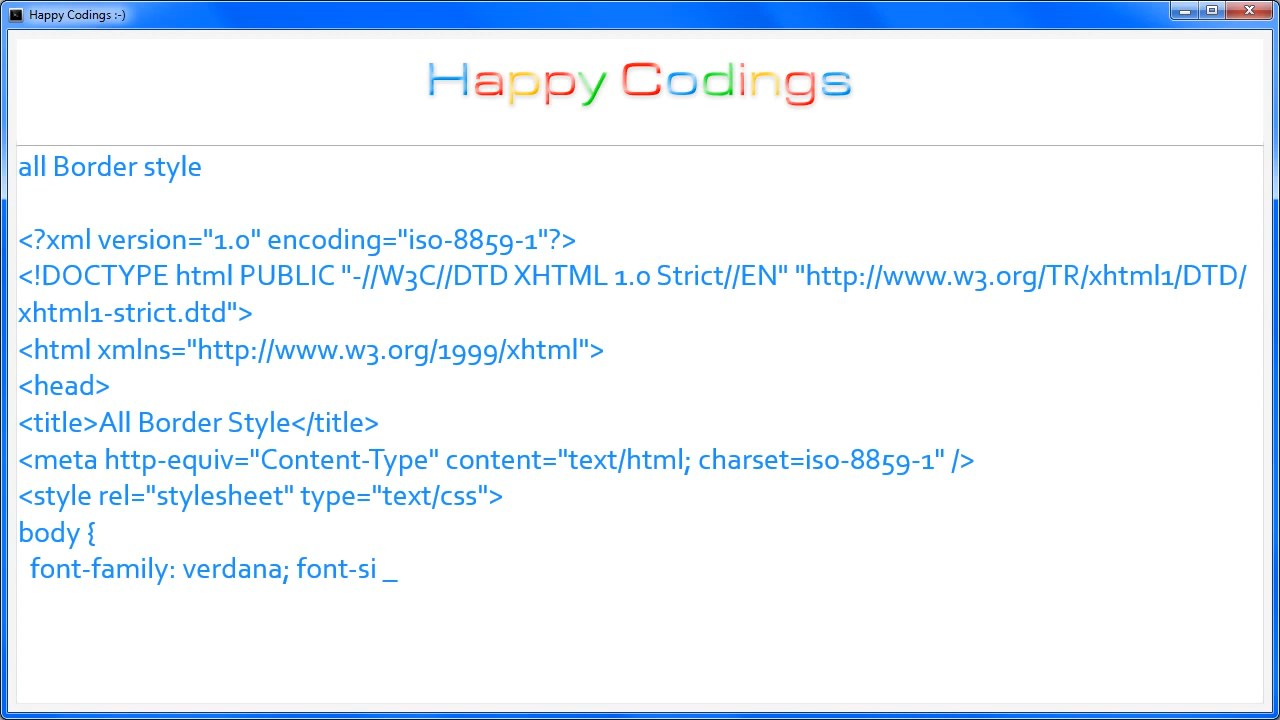 Happy Codings :-)
Happy Codings
all Border style
<?xml version="1.0" encoding="iso-8859-1"?>
<!DOCTYPE html PUBLIC "-//W3C//DTD XHTML 1.0 Strict//EN" "http://www.w3.org/TR/xhtml1/DTD/
xhtml1-strict.dtd">
<html xmlns="http://www.w3.org/1999/xhtml">
<head>
<title>All Border Style</title>
<meta http-equiv="Content-Type" content="text/html; charset=iso-8859-1" />
<style rel="stylesheet" type="text/css">
body {
  font-family: verdana; font-si _